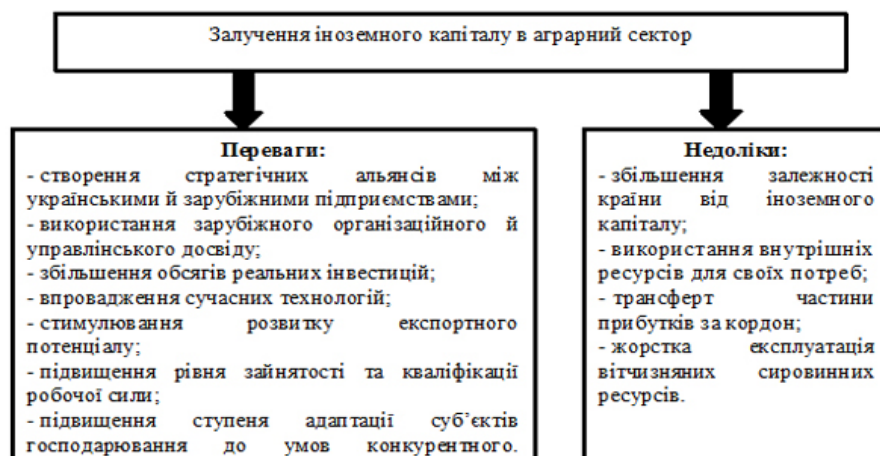 Залучення іноземного капіталу в аграрний сектор
Переваги:
- створення стратегічних альянсів між
українськими й зарубіжними підприємствами;
- використання зарубіжного організаційного й
управлінського досвіду;
- збільшення обсягів реальних інвестицій;
- впровадження сучасних технологій;
- стимулювання розвитку експортного
потенціалу;
- підвищення рівня зайнятості та кваліфікації
робочої сили;
- підвищення ступеня адаптації суб’єктів
господарювання до умов конкурентного.
Недоліки:
- збільшення залежності
країни від іноземного
капіталу;
- використання внутрішніх
ресурсів для своїх потреб;
- трансферт частини
прибутків за кордон;
- жорстка експлуатація
вітчизняних сировинних
ресурсів.